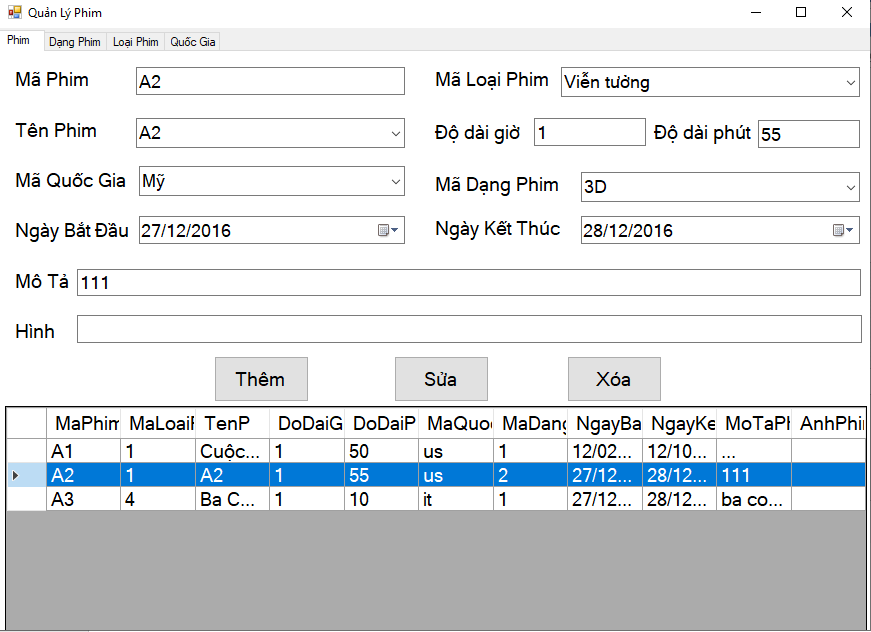 Quản Lý Phim
Phim Dạng Phim Loại Phim Quốc Gia
Mã Phim A2 Mã Loại Phim Viễn tưởng
Tên Phim A2 Độ dài giờ 1 Độ dài phút 55
Mã Quốc Gia Mỹ Mã Dạng Phim 3D
Ngày Bắt Đầu 27/12/2016 Ngày Kết Thúc 28/12/2016
Mô Tả 111
Hình
Thêm Sửa Xóa
MaPhim MaLoaiP TenP DoDaiG DoDaiP MaQuoc MaDang NgayBa NgayKe MoTaPh AnhPhim
A1 1 Cuộc... 1 50 us 1 12/02... 12/10... ...
A2 1 A2 1 55 us 2 27/12... 28/12... 111
A3 4 Ba C... 1 10 it 1 27/12... 28/12... ba co...